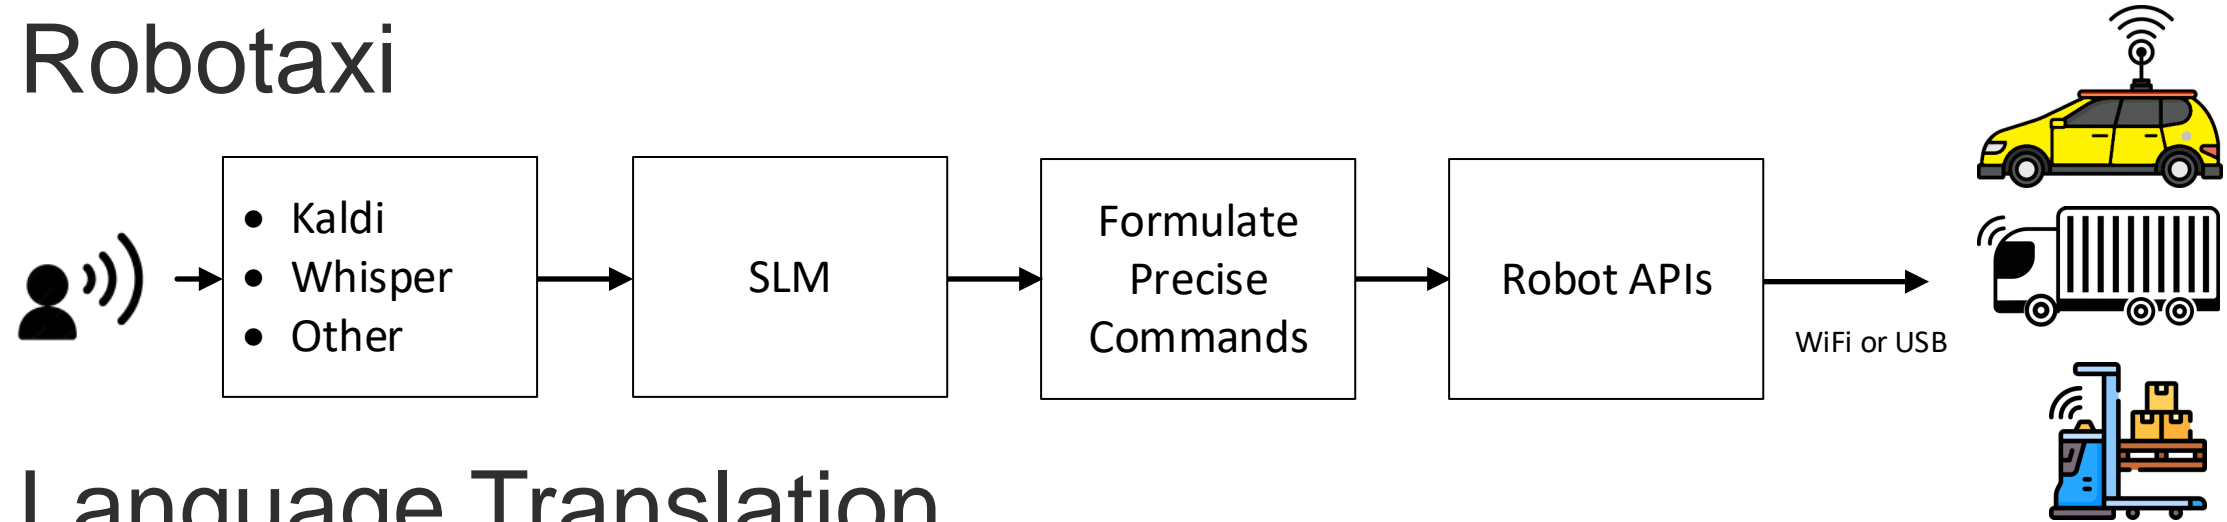 Robotaxi
• Kaldi
• Whisper
• Other
SLM
Formulate
Precise
Commands
Robot APIs
WiFi or USB
Language Translation